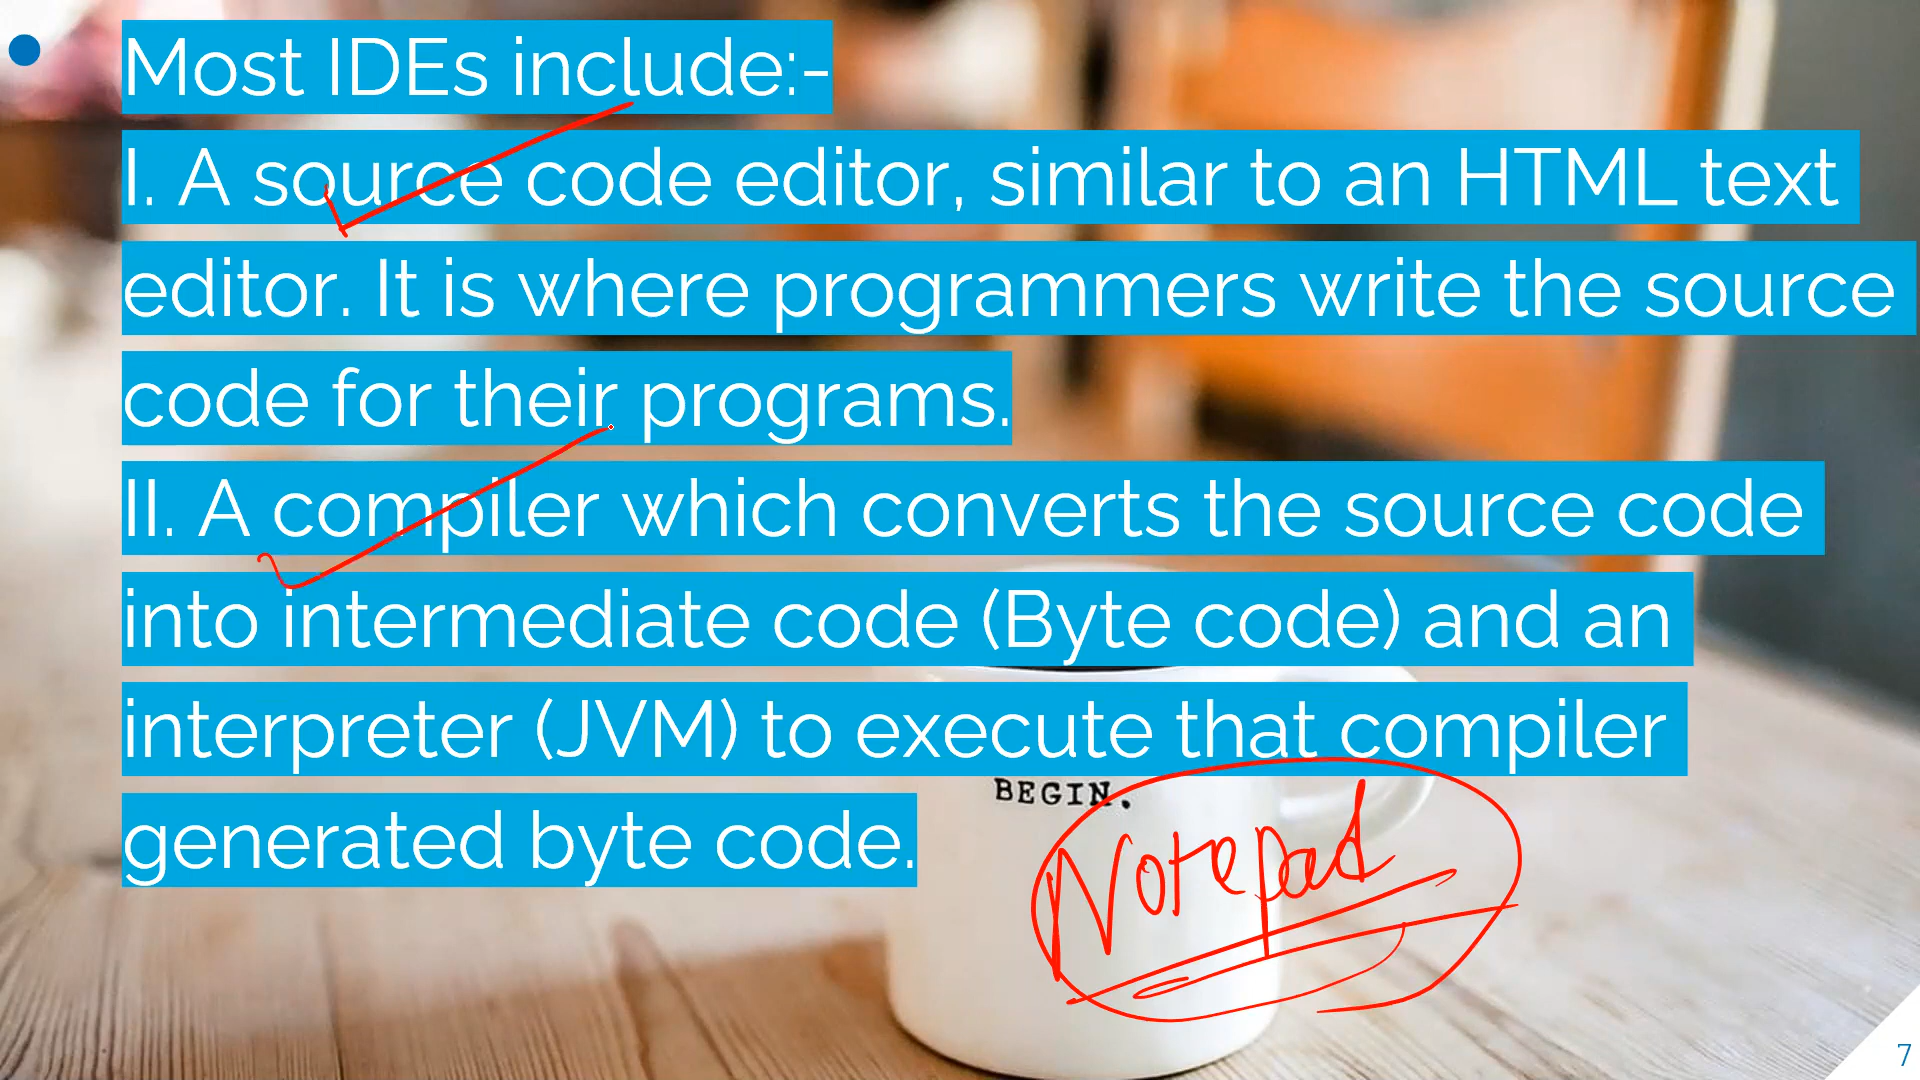 Most IDEs include:-
I. A source code editor, similar to an HTML text
editor. It is where programmers write the source
code for their programs.
II. A compiler which converts the source code
into intermediate code (Byte code) and an
interpreter (JVM) to execute that compiler
BEGIN.
generated byte code.
Notepad
7